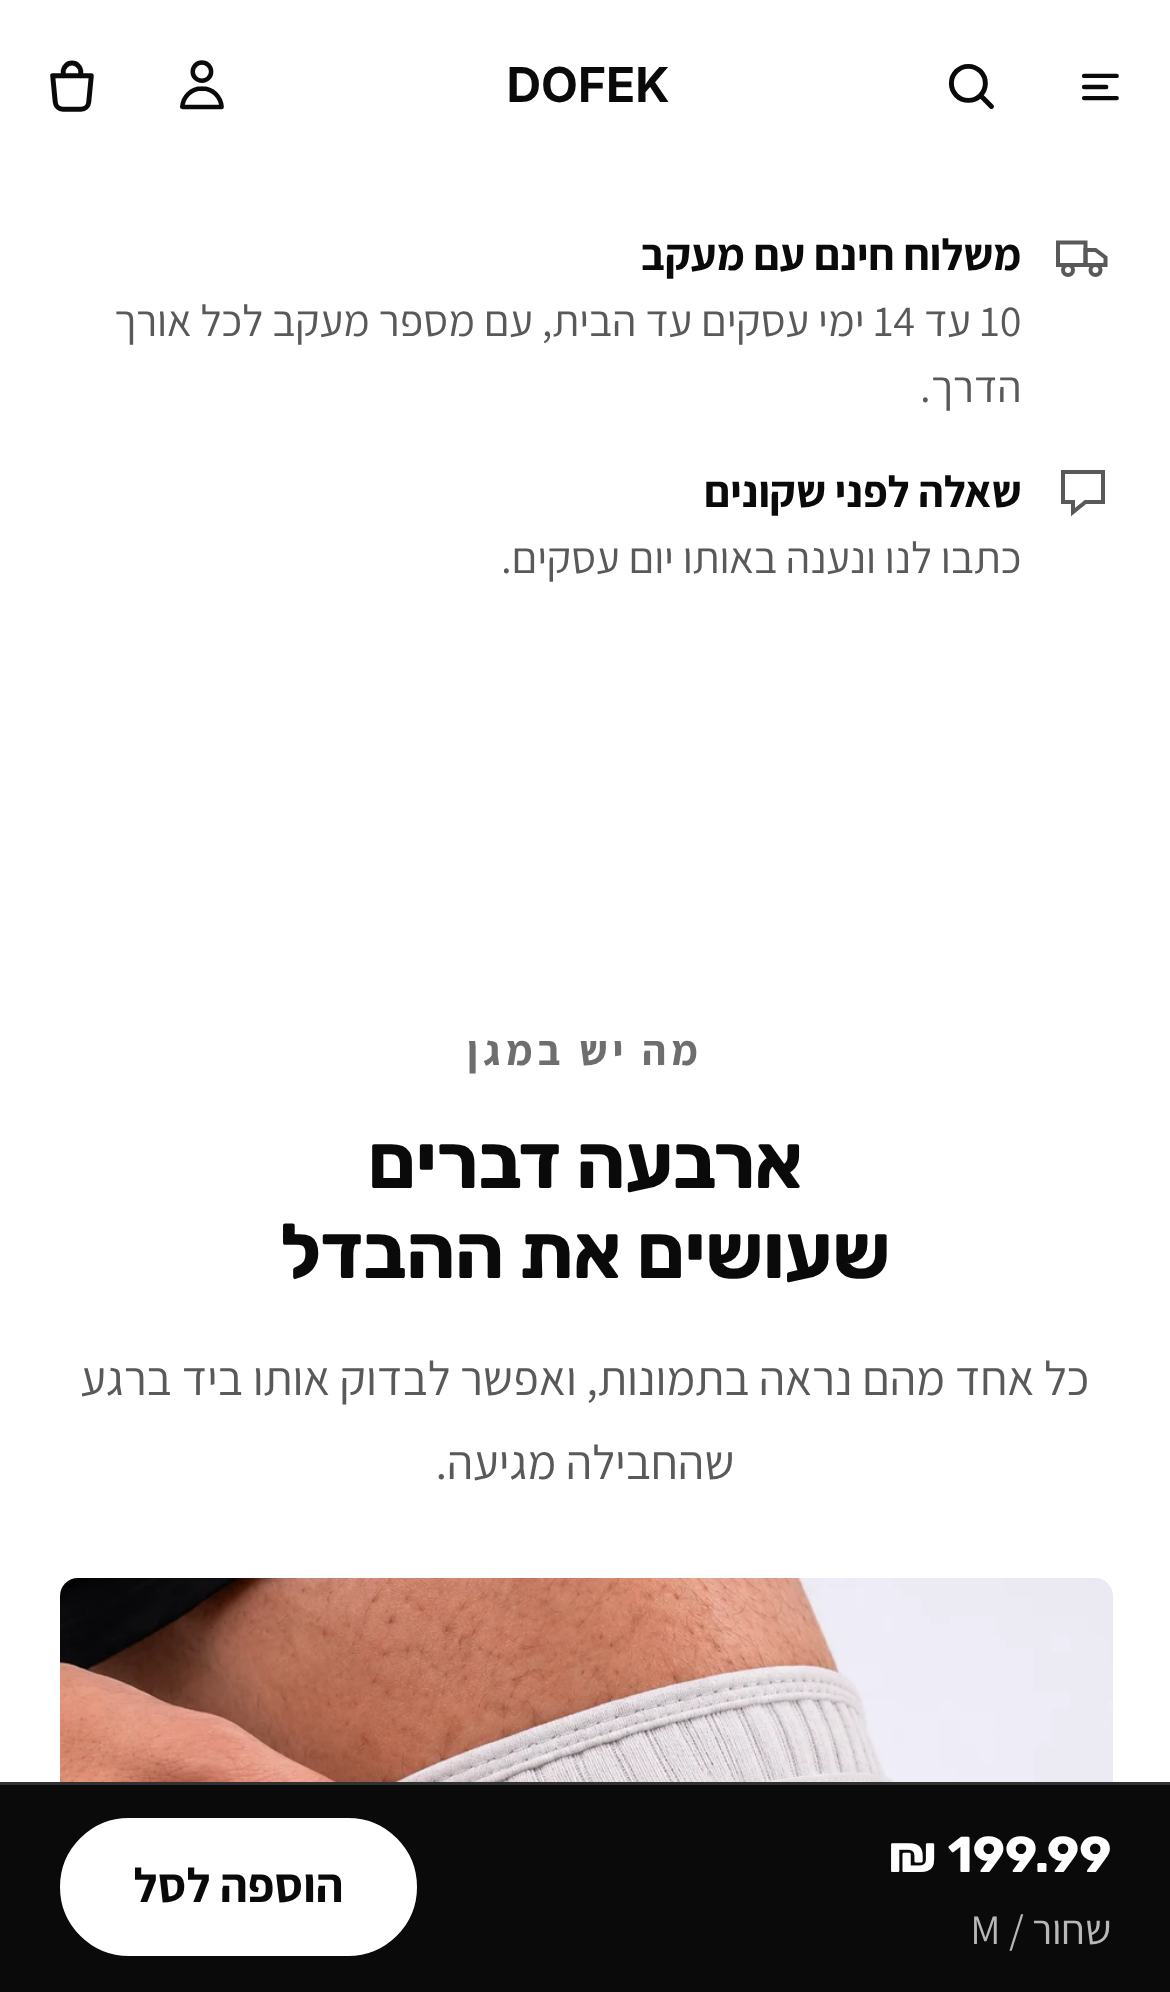 DOFEK
משלוח חינם עם מעקב
10 עד 14 ימי עסקים עד הבית, עם מספר מעקב לכל אורך
הדרך.
שאלה לפני שקונים
כתבו לנו ונענה באותו יום עסקים.
מה יש במגן
ארבעה דברים
שעושים את ההבדל
כל אחד מהם נראה בתמונות, ואפשר לבדוק אותו ביד ברגע
שהחבילה מגיעה.
199.99 ₪
שחור / M
הוספה לסל